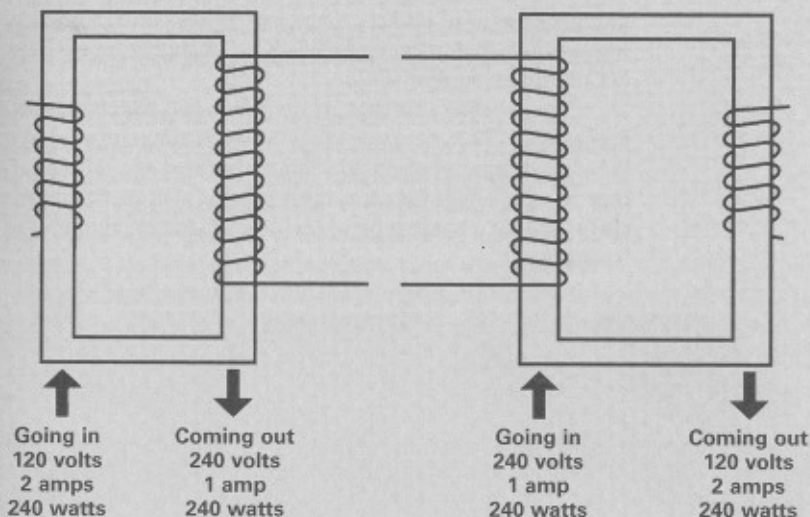 Going in
120 volts
2 amps
240 watts
Coming out
240 volts
1 amp
240 watts
Going in
240 volts
1 amp
240 watts
Coming out
120 volts
2 amps
240 watts